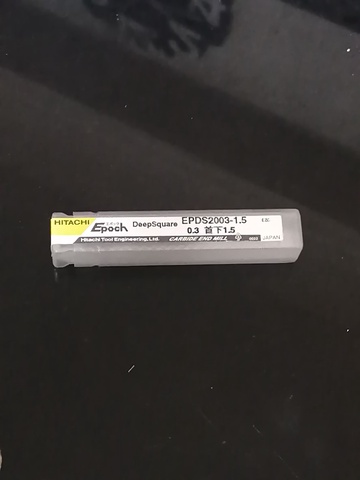 HITACHI Epoch DeepSquare EPDS2003-1.5
0.3 首下1.5
Hitachi Tool Engineering,Ltd. CARBIDE END MILL JAPAN